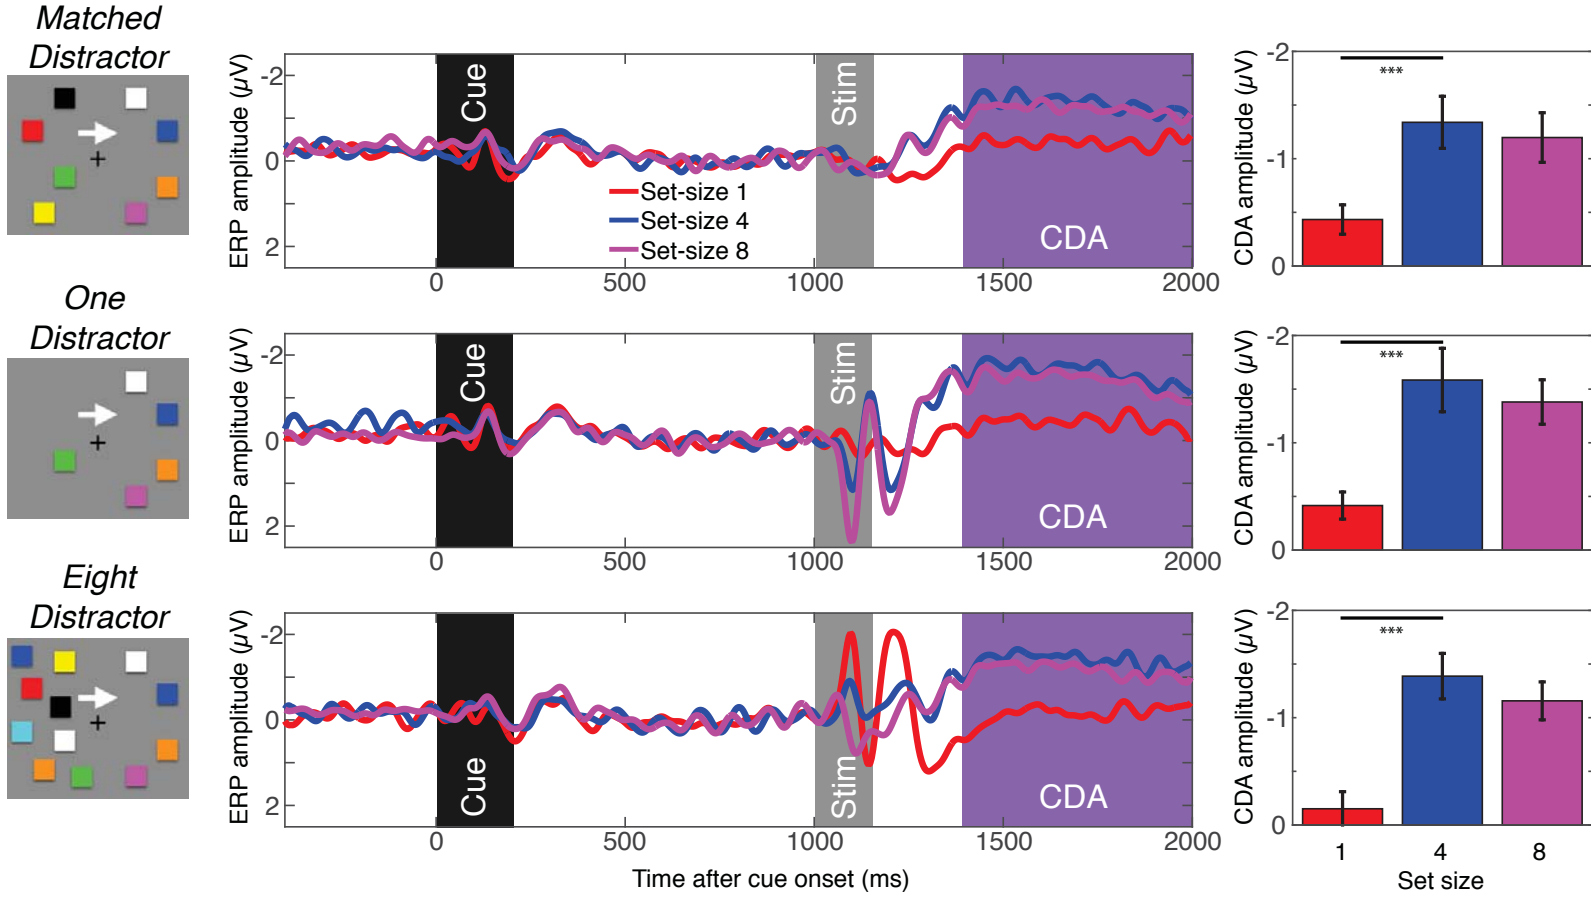 Matched
Distractor
ERP amplitude (µV)
-2
0
2
Cue
Stim
CDA
Set-size 1
Set-size 4
Set-size 8
0
500
1000
1500
2000
CDA amplitude (µV)
-2
-1
0
***
One
Distractor
ERP amplitude (µV)
-2
0
2
Cue
Stim
CDA
0
500
1000
1500
2000
CDA amplitude (µV)
-2
-1
0
***
Eight
Distractor
ERP amplitude (µV)
-2
0
2
Cue
Stim
CDA
0
500
1000
1500
2000
Time after cue onset (ms)
CDA amplitude (µV)
-2
-1
0
***
1
4
8
Set size